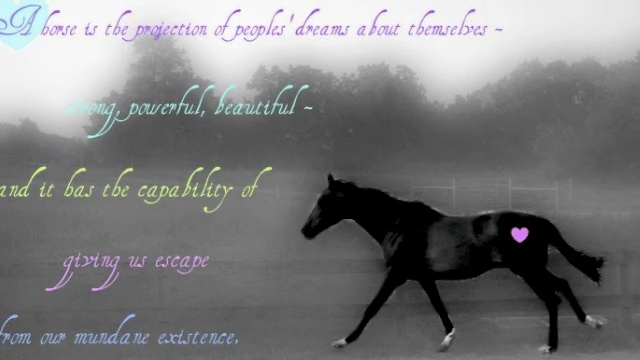 A horse is the projection of peoples' dreams about themselves ~
strong, powerful, beautiful ~
and it has the capability of
giving us escape
from our mundane existence.